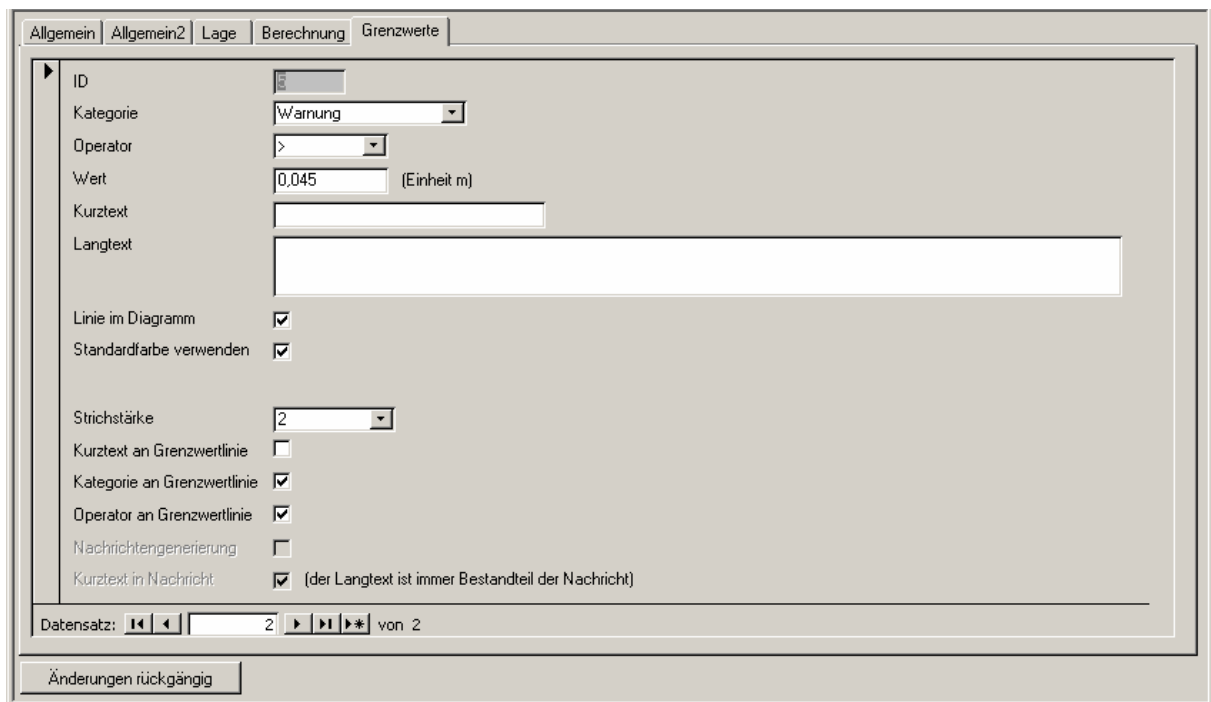 Allgemein Allgemein2 Lage Berechnung Grenzwerte
ID
Kategorie Warnung
Operator >
Wert 0,045 (Einheit m)
Kurztext
Langtext
Linie im Diagramm
Standardfarbe verwenden
Strichstärke 2
Kurztext an Grenzwertlinie
Kategorie an Grenzwertlinie
Operator an Grenzwertlinie
Nachrichtengenerierung
Kurztext in Nachricht (der Langtext ist immer Bestandteil der Nachricht)
Datensatz: 2 von 2
Änderungen rückgängig